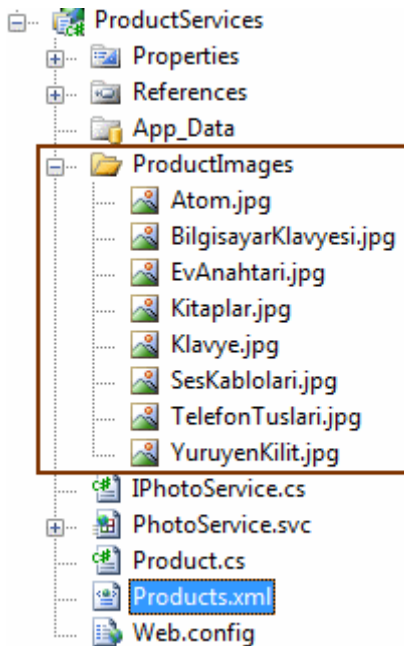 ProductServices
Properties
References
App_Data
ProductImages
Atom.jpg
BilgisayarKlavyesi.jpg
EvAnahtari.jpg
Kitaplar.jpg
Klavye.jpg
SesKablolari.jpg
TelefonTuslari.jpg
YuruyenKilit.jpg
IPhotoService.cs
PhotoService.svc
Product.cs
Products.xml
Web.config